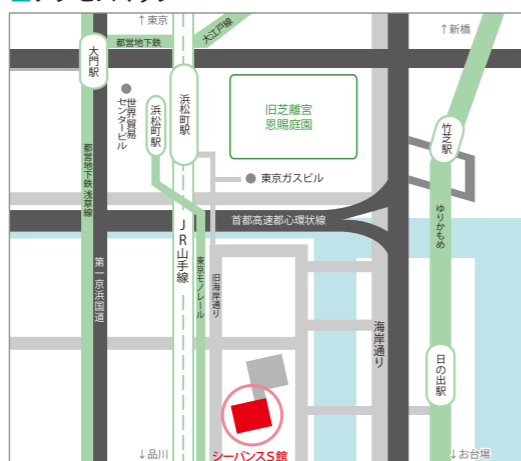 ↑東京
都営地下鉄
大江戸線
↑新橋
大門駅
世界貿易
センタービル
浜松町駅
浜松町駅
旧芝離宮
恩賜庭園
竹芝駅
東京ガスビル
都営地下鉄 浅草線
首都高速都心環状線
ゆりかもめ
JR山手線
第一京浜国道
東京モノレール
旧海岸通り
海岸通り
日の出駅
シーバンスS館
↓品川
↓お台場